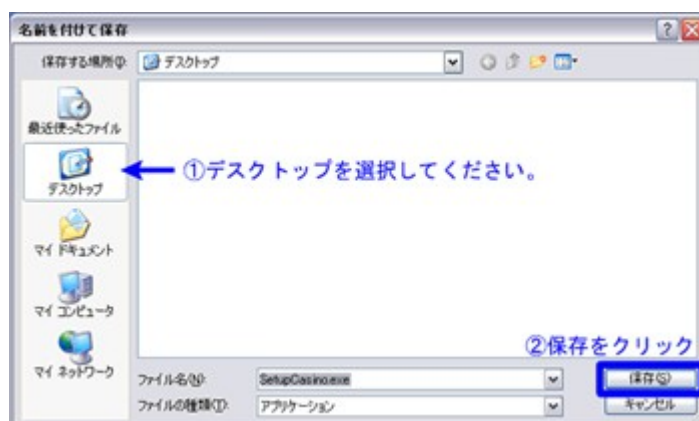 名前を付けて保存
保存する場所(I):
デスクトップ
最近使ったファイル
デスクトップ
①デスクトップを選択してください。
マイ ドキュメント
マイ コンピュータ
マイ ネットワーク
②保存をクリック
ファイル名(N):
SetupCasino.exe
保存(S)
ファイルの種類(T):
アプリケーション
キャンセル